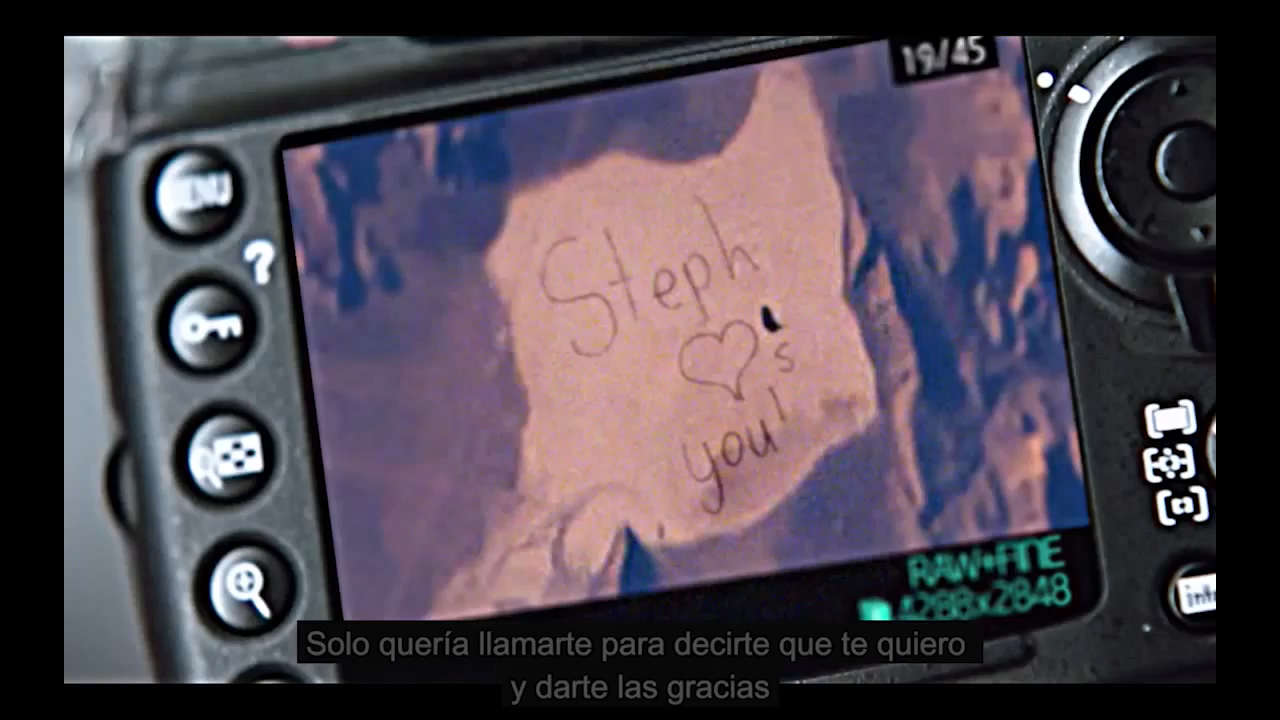 19/45
MENU
?
Steph
♥'s
you!
RAW+FINE
4288x2848
info
Solo quería llamarte para decirte que te quiero
y darte las gracias